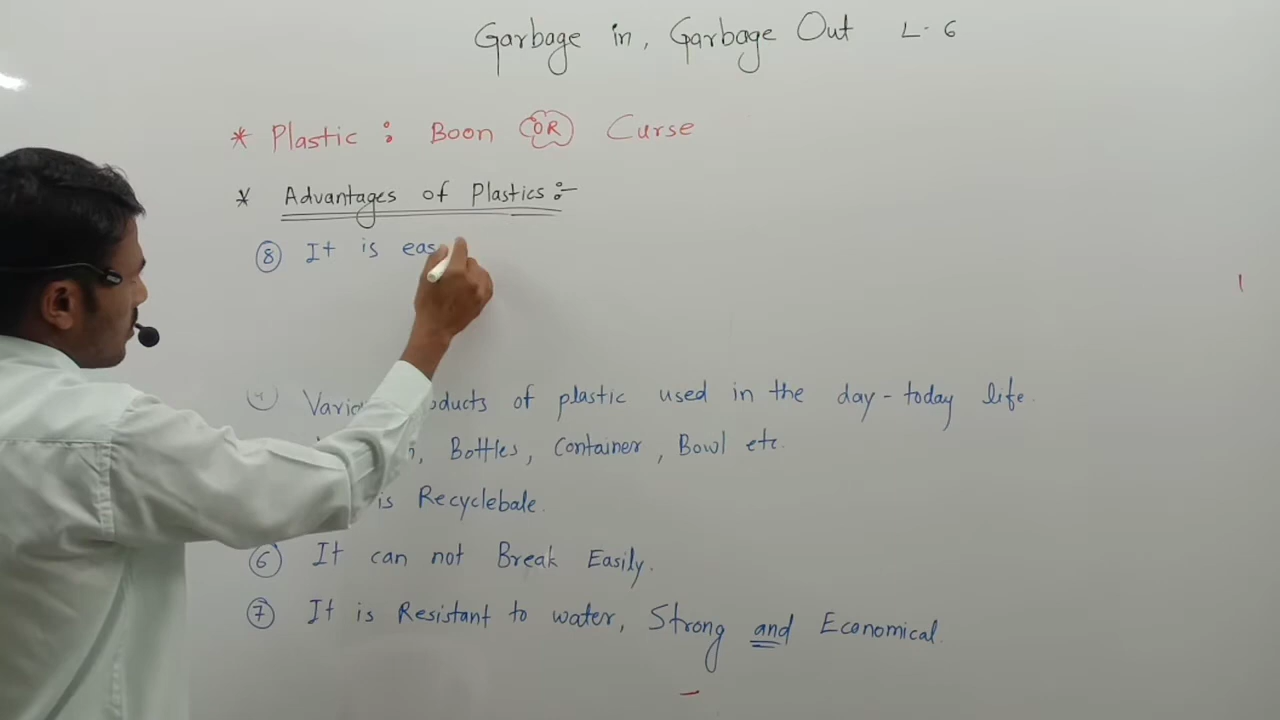 Garbage in, Garbage Out L. 6
* Plastic : Boon OR Curse
* Advantages of Plastics :-
8 It is eas
4 of plastic used in the day - today life.
Bottles, Container, Bowl etc.
is Recyclebale.
6 It can not Break Easily.
7 It is Resistant to water, Strong and Economical.